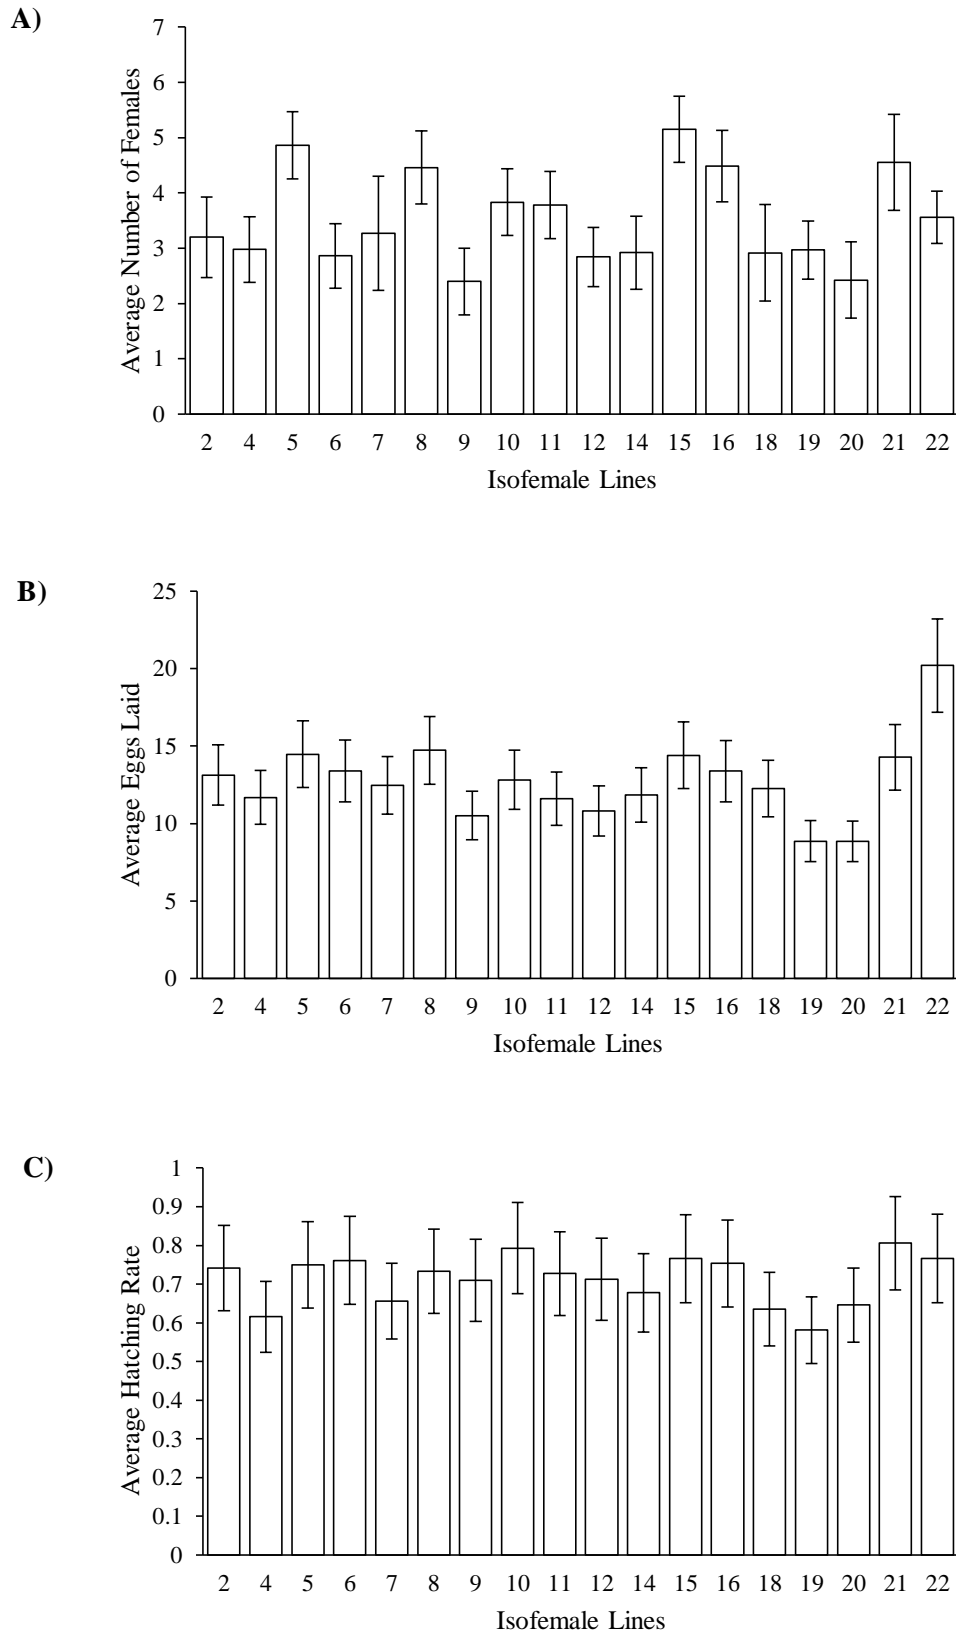 A)
Average Number of Females
7
6
5
4
3
2
1
0
2 4 5 6 7 8 9 10 11 12 14 15 16 18 19 20 21 22
Isofemale Lines
B)
Average Eggs Laid
25
20
15
10
5
0
2 4 5 6 7 8 9 10 11 12 14 15 16 18 19 20 21 22
Isofemale Lines
C)
Average Hatching Rate
1
0.9
0.8
0.7
0.6
0.5
0.4
0.3
0.2
0.1
0
2 4 5 6 7 8 9 10 11 12 14 15 16 18 19 20 21 22
Isofemale Lines